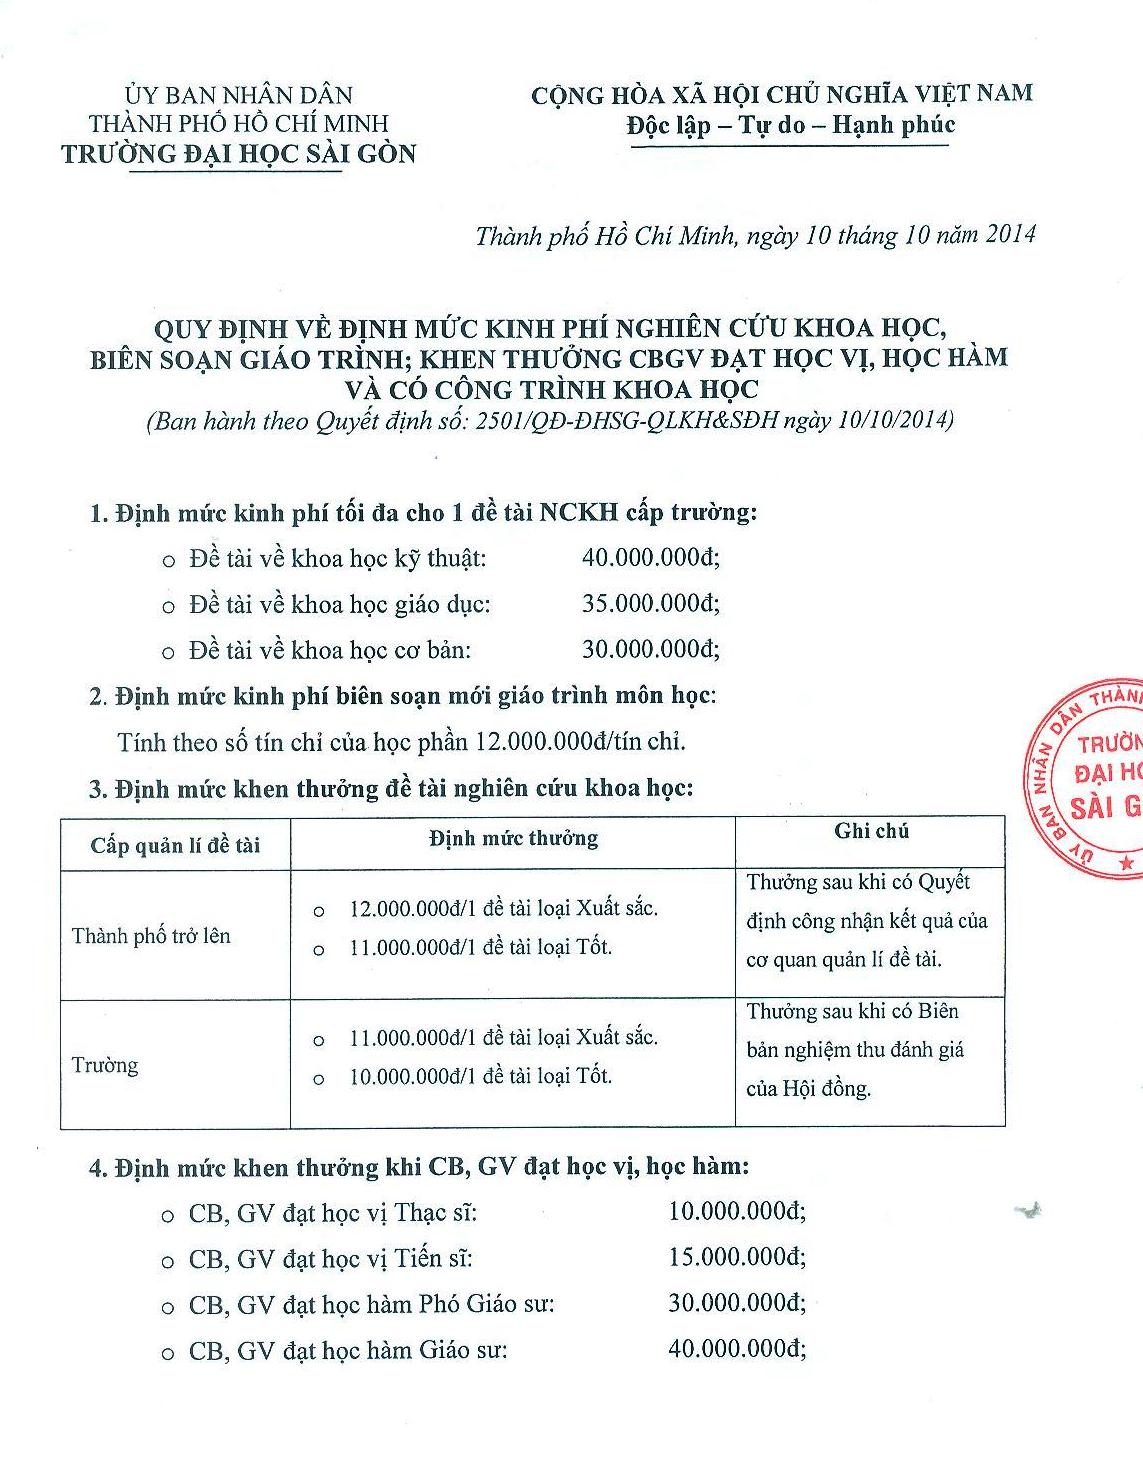 ỦY BAN NHÂN DÂN
THÀNH PHỐ HỒ CHÍ MINH
TRƯỜNG ĐẠI HỌC SÀI GÒN
CỘNG HÒA XÃ HỘI CHỦ NGHĨA VIỆT NAM
Độc lập – Tự do – Hạnh phúc
Thành phố Hồ Chí Minh, ngày 10 tháng 10 năm 2014
QUY ĐỊNH VỀ ĐỊNH MỨC KINH PHÍ NGHIÊN CỨU KHOA HỌC,
BIÊN SOẠN GIÁO TRÌNH; KHEN THƯỞNG CBGV ĐẠT HỌC VỊ, HỌC HÀM
VÀ CÓ CÔNG TRÌNH KHOA HỌC
(Ban hành theo Quyết định số: 2501/QĐ-ĐHSG-QLKH&SĐH ngày 10/10/2014)
1. Định mức kinh phí tối đa cho 1 đề tài NCKH cấp trường:
o Đề tài về khoa học kỹ thuật: 40.000.000đ;
o Đề tài về khoa học giáo dục: 35.000.000đ;
o Đề tài về khoa học cơ bản: 30.000.000đ;
2. Định mức kinh phí biên soạn mới giáo trình môn học:
Tính theo số tín chỉ của học phần 12.000.000đ/tín chỉ.
3. Định mức khen thưởng đề tài nghiên cứu khoa học:
Cấp quản lí đề tài
Định mức thưởng
Ghi chú
Thành phố trở lên
o 12.000.000đ/1 đề tài loại Xuất sắc.
o 11.000.000đ/1 đề tài loại Tốt.
Thưởng sau khi có Quyết
định công nhận kết quả của
cơ quan quản lí đề tài.
Trường
o 11.000.000đ/1 đề tài loại Xuất sắc.
o 10.000.000đ/1 đề tài loại Tốt.
Thưởng sau khi có Biên
bản nghiệm thu đánh giá
của Hội đồng.
4. Định mức khen thưởng khi CB, GV đạt học vị, học hàm:
o CB, GV đạt học vị Thạc sĩ: 10.000.000đ;
o CB, GV đạt học vị Tiến sĩ: 15.000.000đ;
o CB, GV đạt học hàm Phó Giáo sư: 30.000.000đ;
o CB, GV đạt học hàm Giáo sư: 40.000.000đ;
ỦY BAN NHÂN DÂN THÀN
TRƯỜN
ĐẠI HỌ
SÀI G